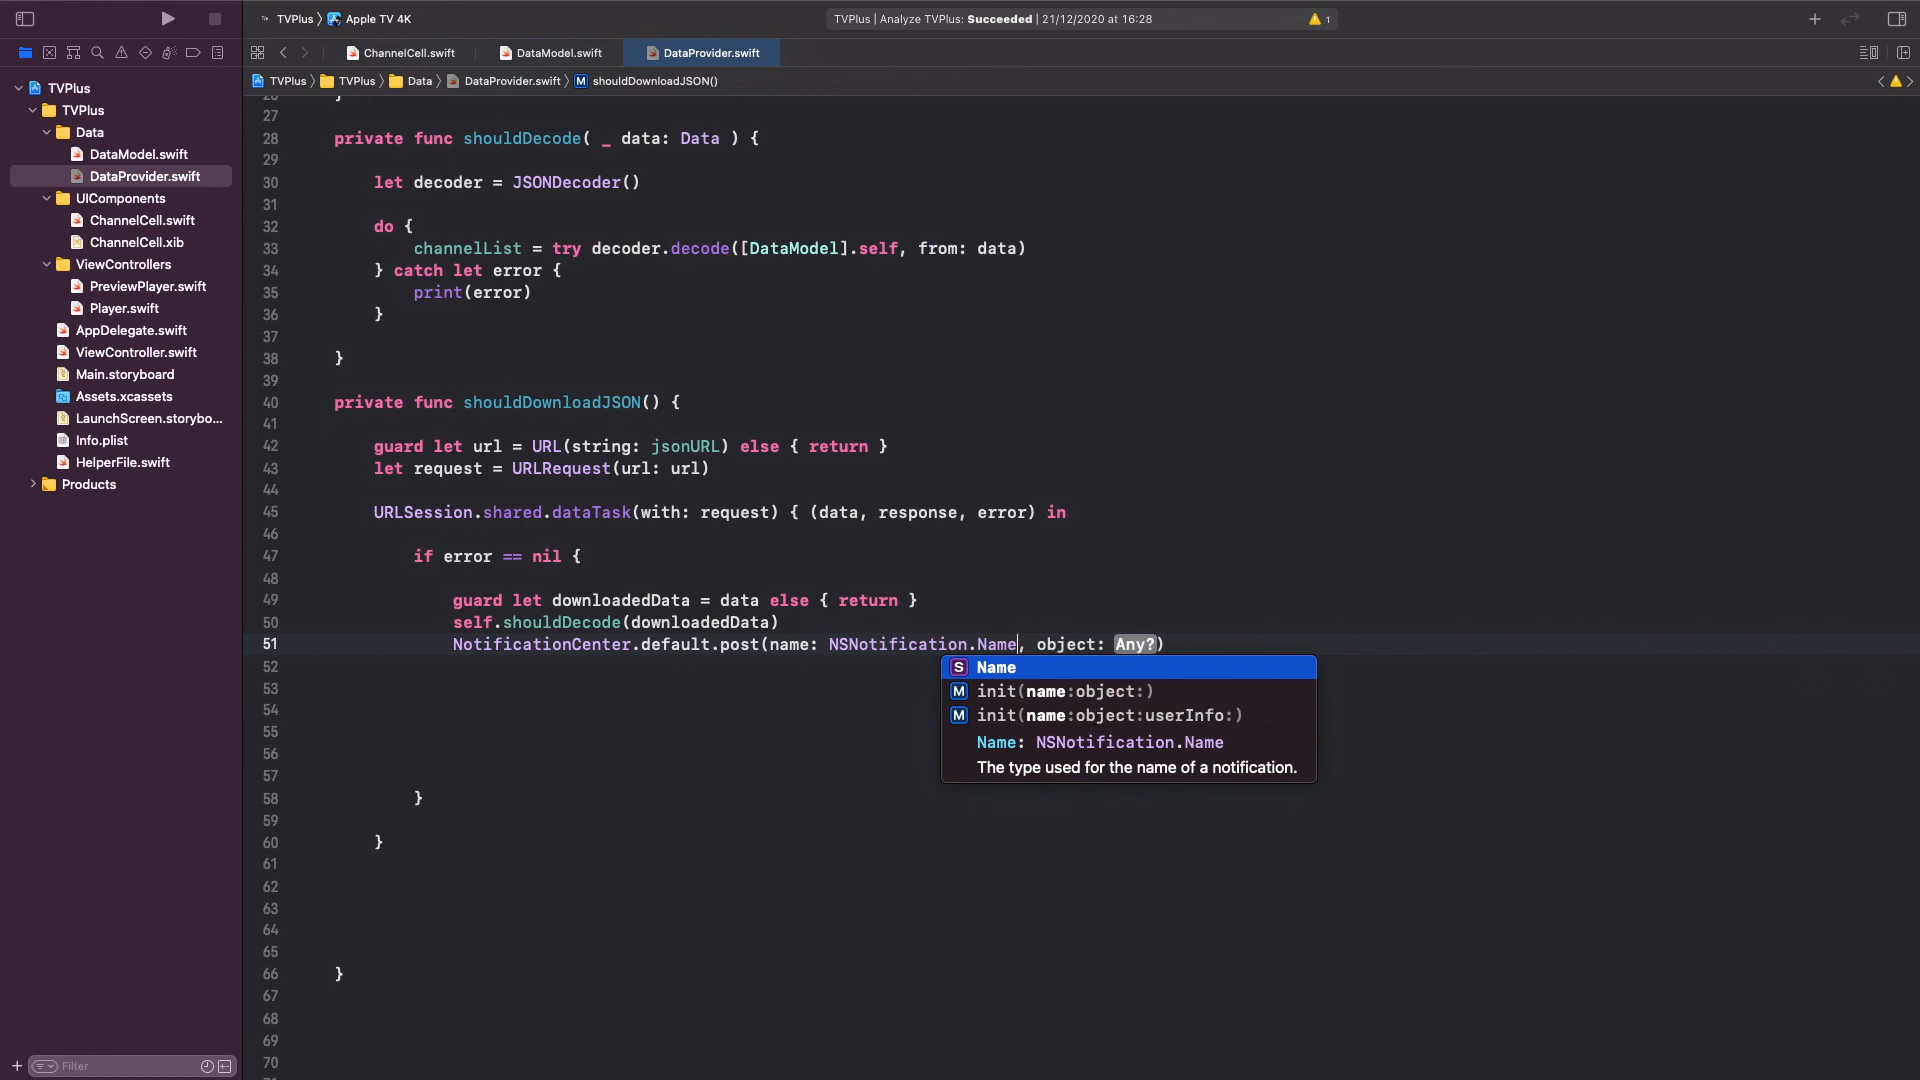 TVPlus 〉 Apple TV 4K
TVPlus | Analyze TVPlus: Succeeded | 21/12/2020 at 16:28
1
ChannelCell.swift
DataModel.swift
DataProvider.swift
TVPlus 〉 TVPlus 〉 Data 〉 DataProvider.swift 〉 M shouldDownloadJSON()
TVPlus
TVPlus
Data
DataModel.swift
DataProvider.swift
UIComponents
ChannelCell.swift
ChannelCell.xib
ViewControllers
PreviewPlayer.swift
Player.swift
AppDelegate.swift
ViewController.swift
Main.storyboard
Assets.xcassets
LaunchScreen.storybo...
Info.plist
HelperFile.swift
Products
Filter
26 }
27
28 private func shouldDecode( _ data: Data ) {
29
30 let decoder = JSONDecoder()
31
32 do {
33 channelList = try decoder.decode([DataModel].self, from: data)
34 } catch let error {
35 print(error)
36 }
37
38 }
39
40 private func shouldDownloadJSON() {
41
42 guard let url = URL(string: jsonURL) else { return }
43 let request = URLRequest(url: url)
44
45 URLSession.shared.dataTask(with: request) { (data, response, error) in
46
47 if error == nil {
48
49 guard let downloadedData = data else { return }
50 self.shouldDecode(downloadedData)
51 NotificationCenter.default.post(name: NSNotification.Name, object: Any?)
52
53
54
55
56
57
58 }
59
60 }
61
62
63
64
65
66 }
67
68
69
70
S Name
M init(name:object:)
M init(name:object:userInfo:)
Name: NSNotification.Name
The type used for the name of a notification.